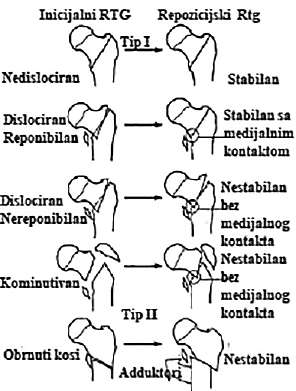 Inicijalni RTG Repozicijski Rtg
Tip I
Nedislociran Stabilan
Dislociran
Reponibilan
Stabilan sa
medijalnim
kontaktom
Dislociran
Nereponibilan
Nestabilan
bez
medijalnog
kontakta
Kominutivan
Nestabilan
bez
medijalnog
kontakta
Tip II
Obrnuti kosi Nestabilan
Adduktori